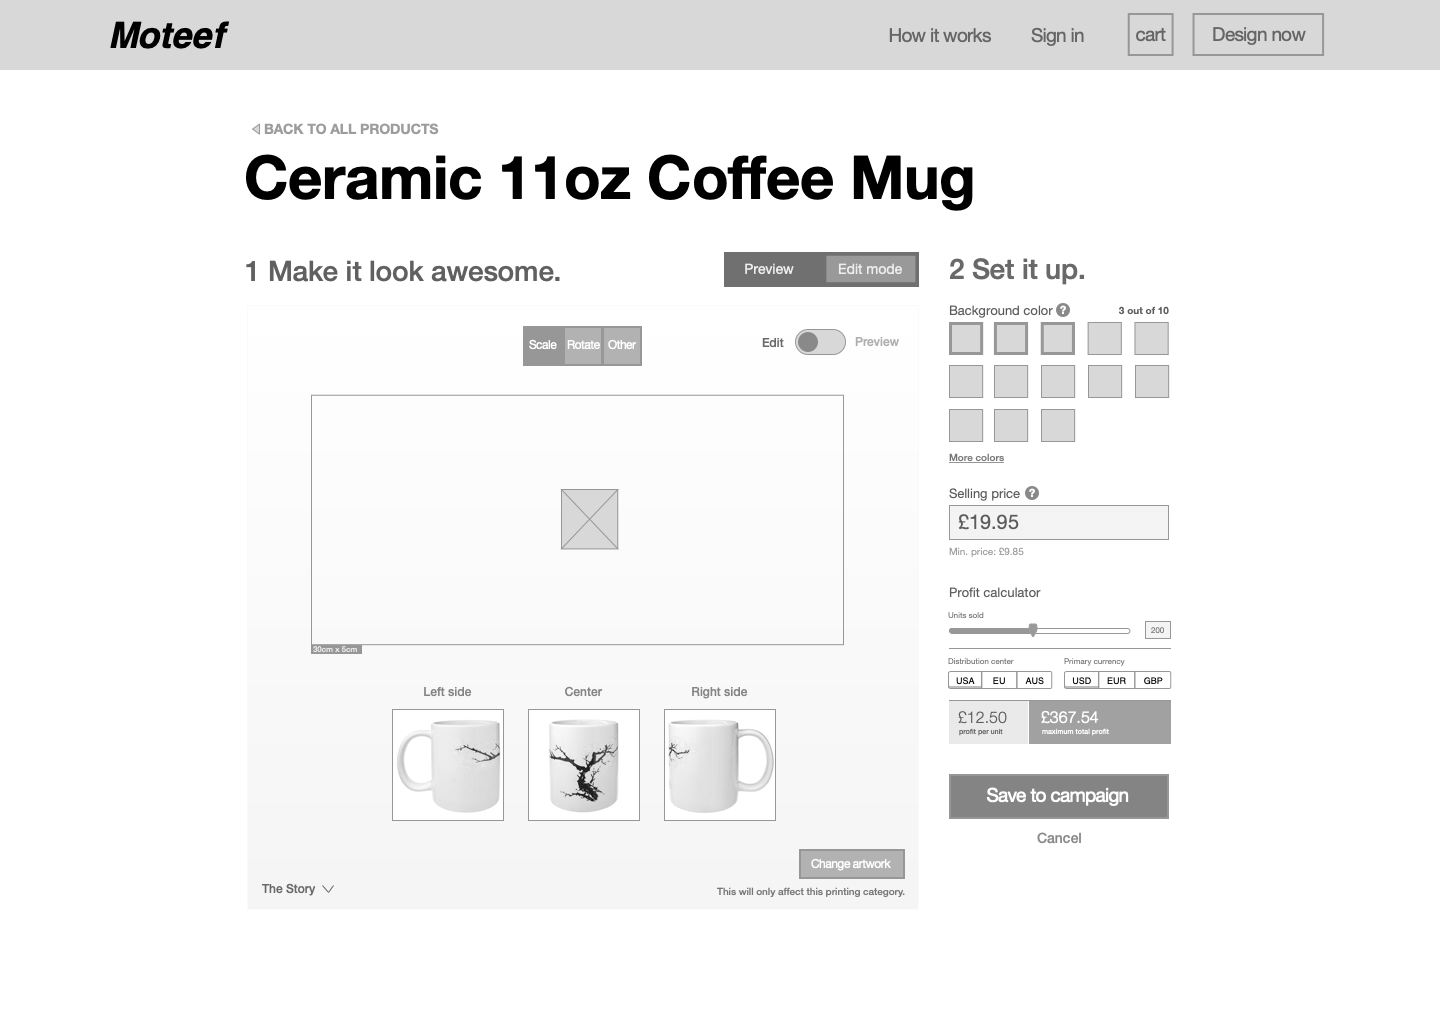 Moteef
How it works
Sign in
cart
Design now
BACK TO ALL PRODUCTS
Ceramic 11oz Coffee Mug
1 Make it look awesome.
Preview
Edit mode
Scale
Rotate
Other
Edit
Preview
30cm x 5cm
Left side
Center
Right side
Change artwork
This will only affect this printing category.
The Story
2 Set it up.
Background color ?
3 out of 10
More colors
Selling price ?
£19.95
Min. price: £9.85
Profit calculator
Units sold
200
Distribution center
USA
EU
AUS
Primary currency
USD
EUR
GBP
£12.50
profit per unit
£367.54
maximum total profit
Save to campaign
Cancel